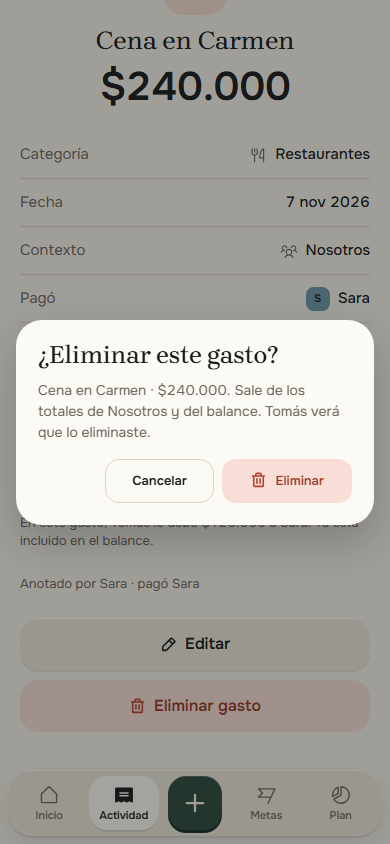 Cena en Carmen
$240.000
Categoría Restaurantes
Fecha 7 nov 2026
Contexto Nosotros
Pagó S Sara
¿Eliminar este gasto?
Cena en Carmen · $240.000. Sale de los
totales de Nosotros y del balance. Tomás verá
que lo eliminaste.
Cancelar Eliminar
incluido en el balance.
Anotado por Sara · pagó Sara
Editar
Eliminar gasto
Inicio Actividad Metas Plan